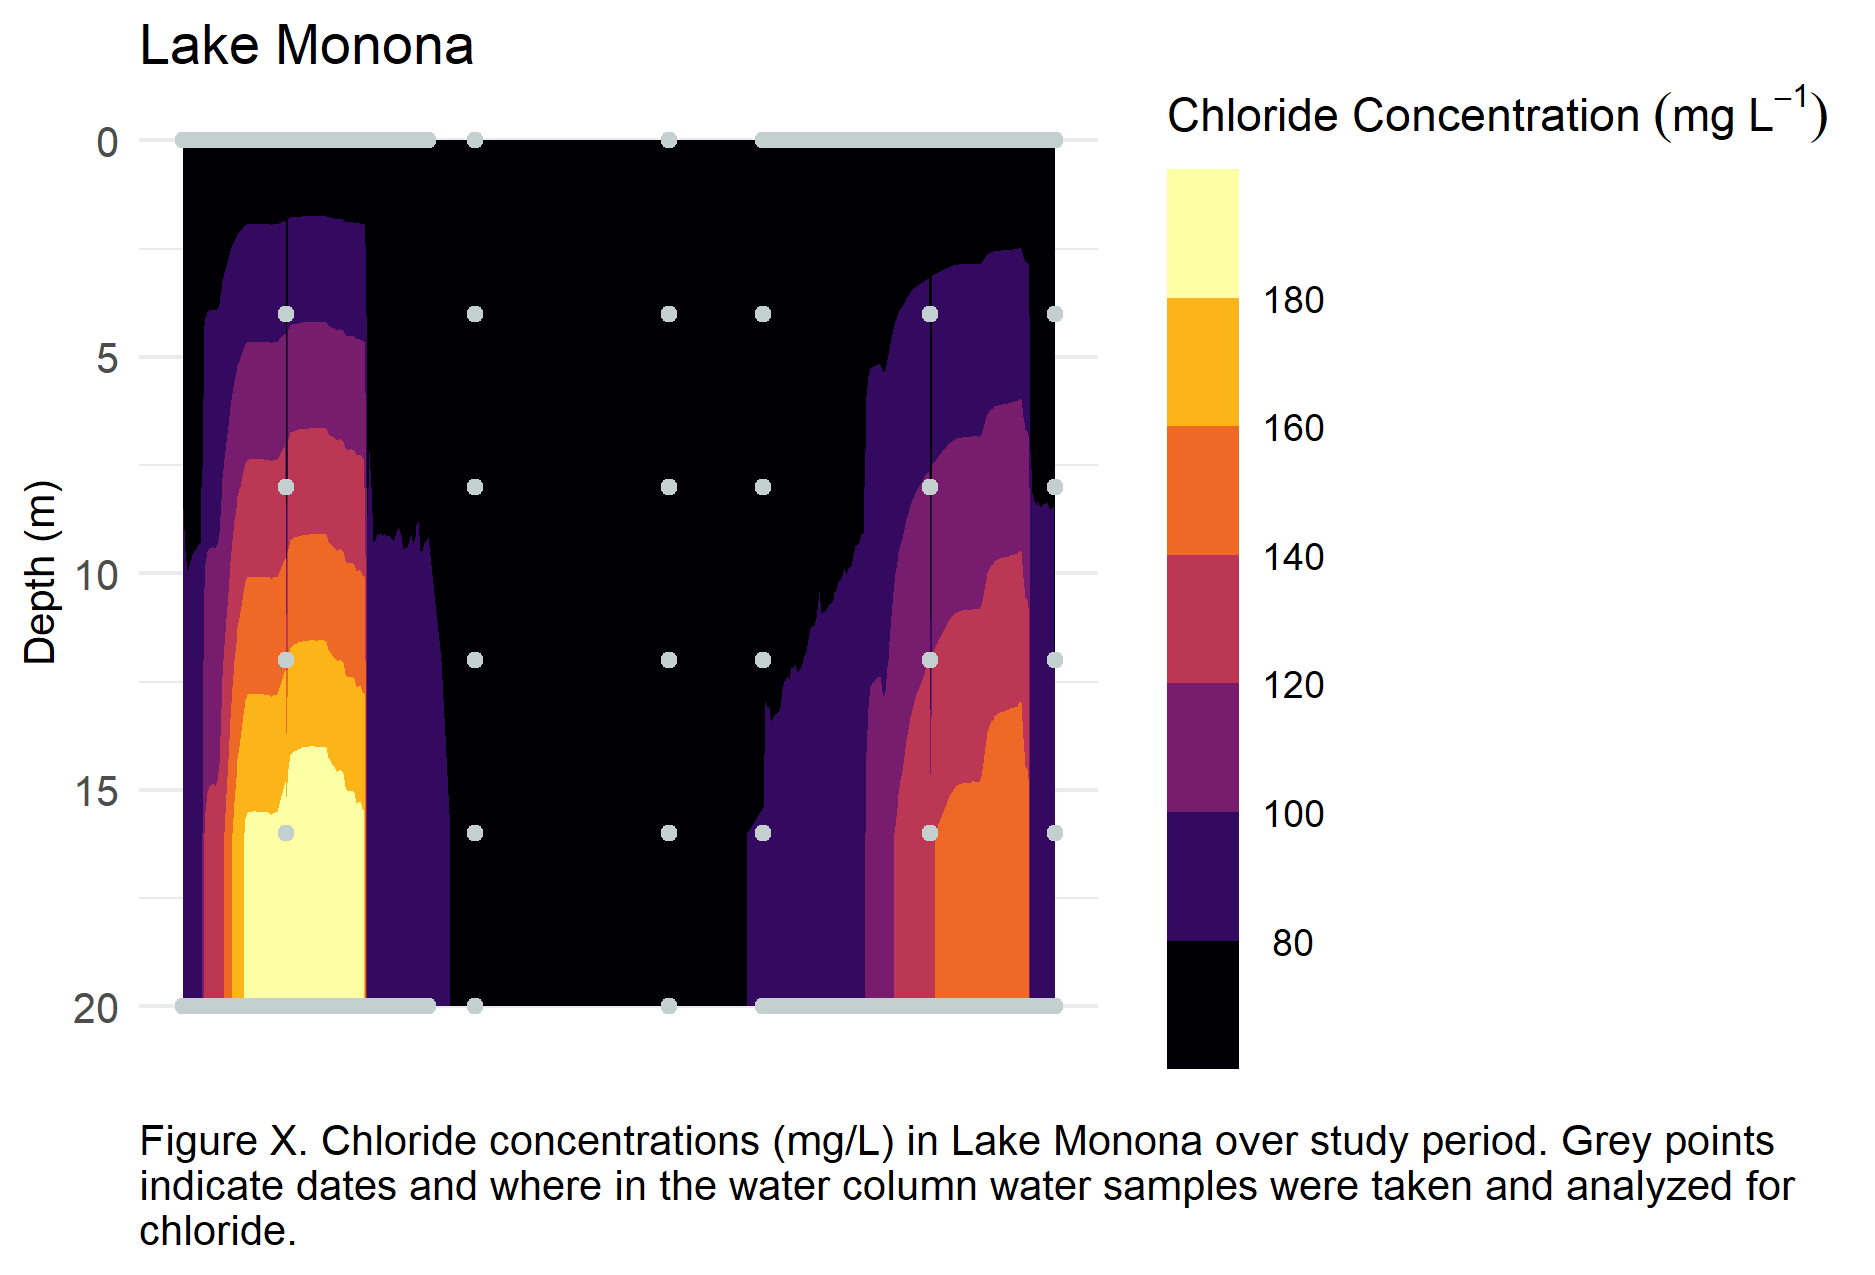 Lake Monona
Chloride Concentration (mg L⁻¹)
0
5
10
15
20
Depth (m)
180
160
140
120
100
80
Figure X. Chloride concentrations (mg/L) in Lake Monona over study period. Grey points
indicate dates and where in the water column water samples were taken and analyzed for
chloride.